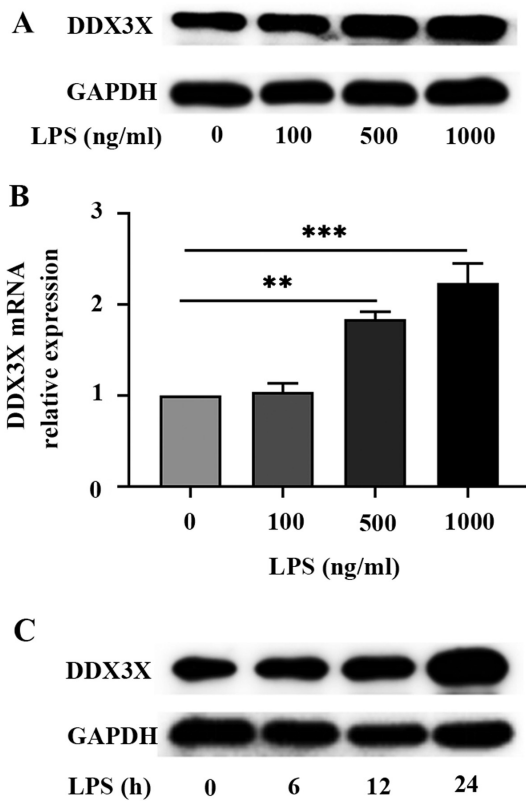 A
DDX3X
GAPDH
LPS (ng/ml) 0 100 500 1000
B
DDX3X mRNA
relative expression
3
2
1
0
***
**
0 100 500 1000
LPS (ng/ml)
C
DDX3X
GAPDH
LPS (h) 0 6 12 24